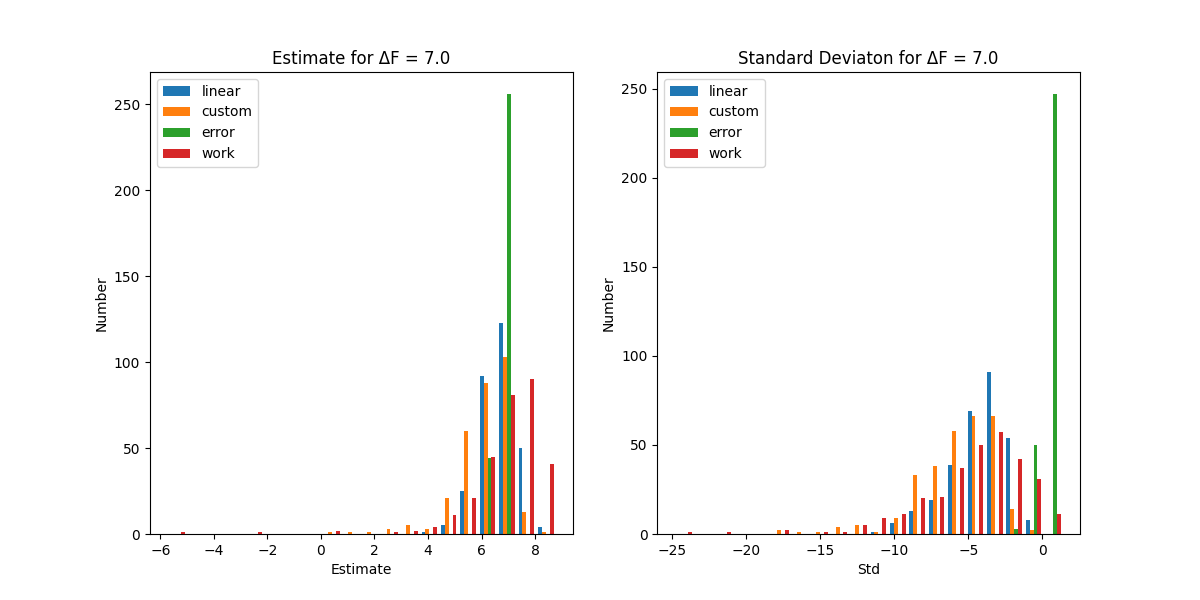 Estimate for ΔF = 7.0
linear
custom
error
work
250
200
150
100
50
0
Number
−6
−4
−2
0
2
4
6
8
Estimate
Standard Deviaton for ΔF = 7.0
linear
custom
error
work
250
200
150
100
50
0
Number
−25
−20
−15
−10
−5
0
Std